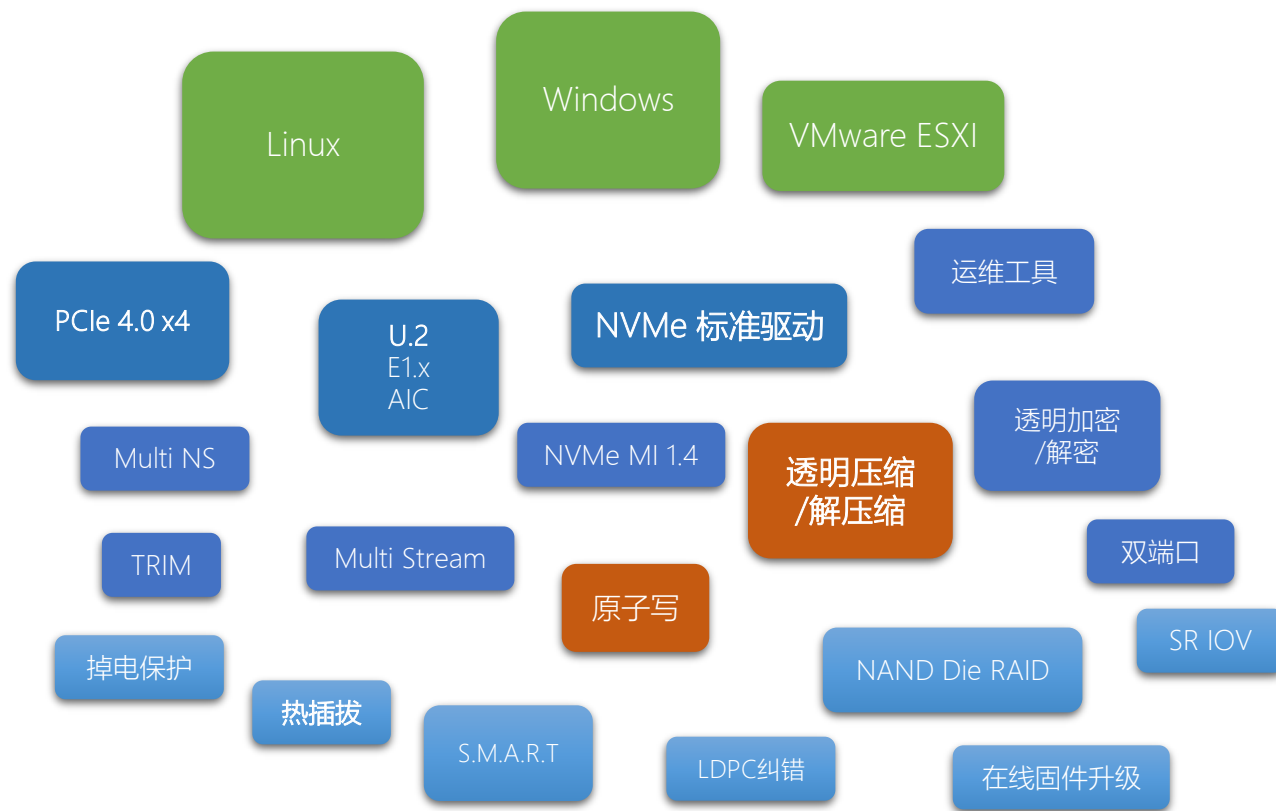 Linux
Windows
VMware ESXI
运维工具
PCIe 4.0 x4
U.2
E1.x
AIC
NVMe 标准驱动
透明加密
/解密
Multi NS
NVMe MI 1.4
透明压缩
/解压缩
TRIM
Multi Stream
双端口
原子写
SR IOV
掉电保护
热插拔
NAND Die RAID
S.M.A.R.T
LDPC纠错
在线固件升级